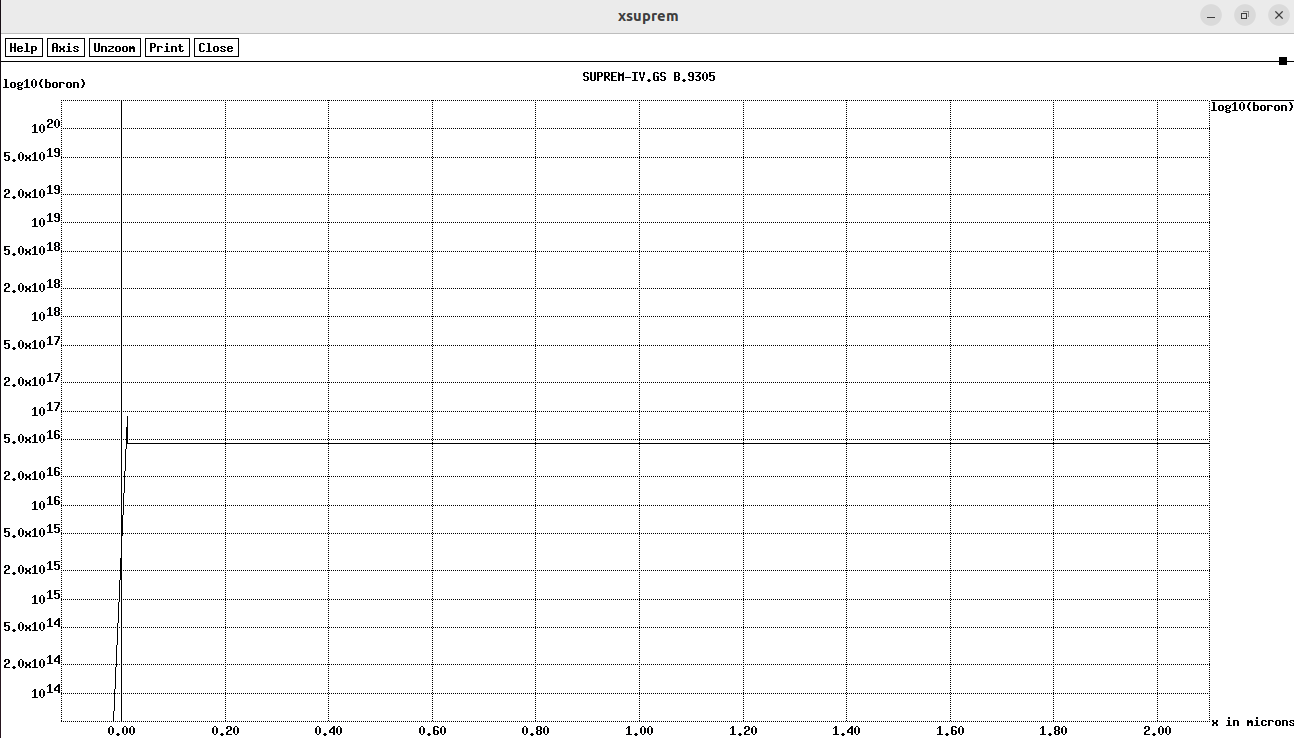 xsuprem
Help Axis Unzoom Print Close
SUPREM-IV.GS B.9305
log10(boron)
log10(boron)
10^20
5.0x10^19
2.0x10^19
10^19
5.0x10^18
2.0x10^18
10^18
5.0x10^17
2.0x10^17
10^17
5.0x10^16
2.0x10^16
10^16
5.0x10^15
2.0x10^15
10^15
5.0x10^14
2.0x10^14
10^14
x in microns
0.00 0.20 0.40 0.60 0.80 1.00 1.20 1.40 1.60 1.80 2.00